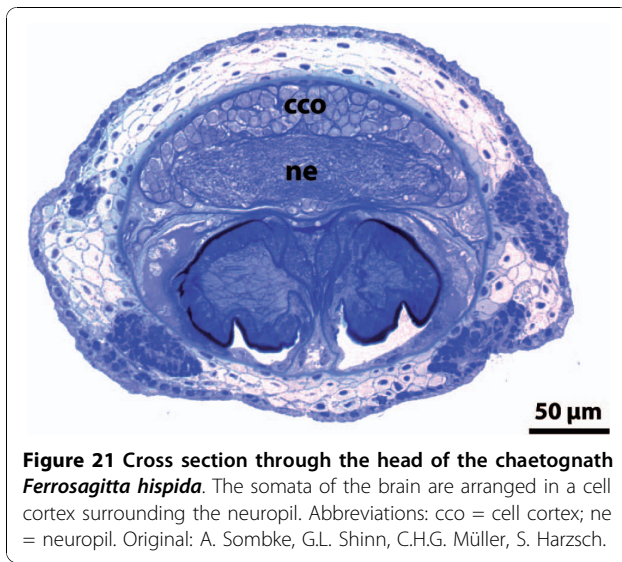 cco
ne
50 µm
Figure 21 Cross section through the head of the chaetognath
Ferrosagitta hispida. The somata of the brain are arranged in a cell
cortex surrounding the neuropil. Abbreviations: cco = cell cortex; ne
= neuropil. Original: A. Sombke, G.L. Shinn, C.H.G. Müller, S. Harzsch.